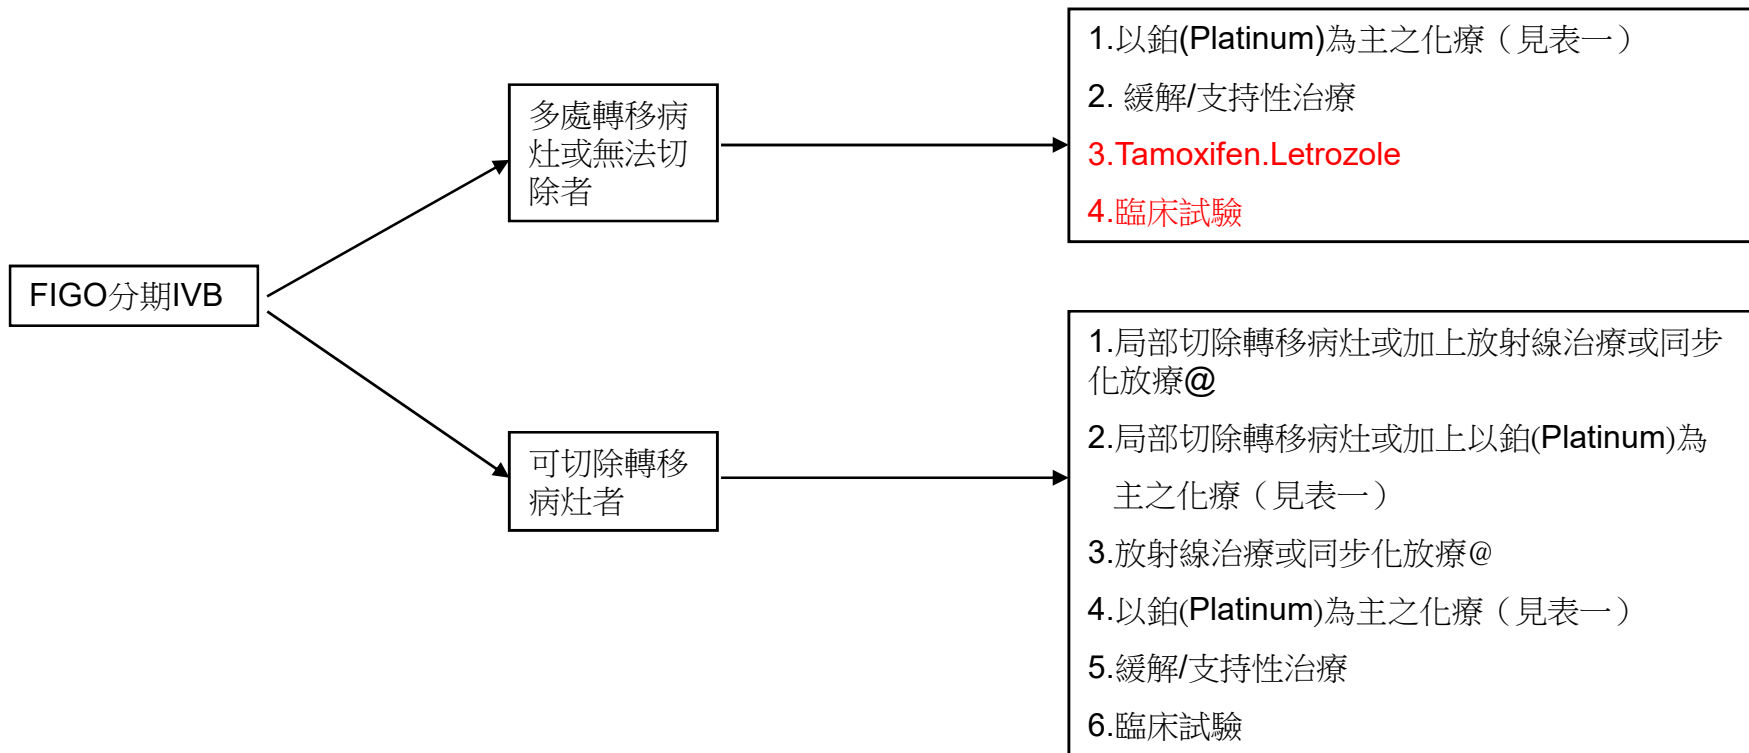 FIGO分期IVB
多處轉移病
灶或無法切
除者
1.以鉑(Platinum)為主之化療（見表一）
2. 緩解/支持性治療
3.Tamoxifen.Letrozole
4.臨床試驗
可切除轉移
病灶者
1.局部切除轉移病灶或加上放射線治療或同步
化放療@
2.局部切除轉移病灶或加上以鉑(Platinum)為
主之化療（見表一）
3.放射線治療或同步化放療@
4.以鉑(Platinum)為主之化療（見表一）
5.緩解/支持性治療
6.臨床試驗